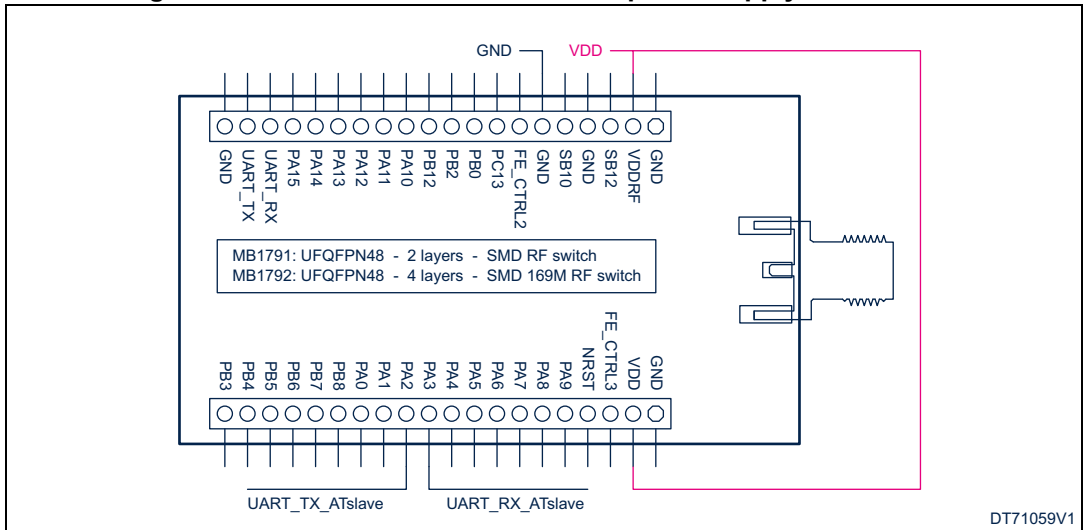 GND VDD
GND
UART_TX
UART_RX
PA15
PA14
PA13
PA12
PA11
PA10
PB12
PB2
PB0
PC13
FE_CTRL2
GND
SB10
GND
SB12
VDDRF
GND
MB1791: UFQFPN48 - 2 layers - SMD RF switch
MB1792: UFQFPN48 - 4 layers - SMD 169M RF switch
PB3
PB4
PB5
PB6
PB7
PB8
PA0
PA1
PA2
PA3
PA4
PA5
PA6
PA7
PA8
PA9
NRST
FE_CTRL3
VDD
GND
UART_TX_ATslave UART_RX_ATslave
DT71059V1